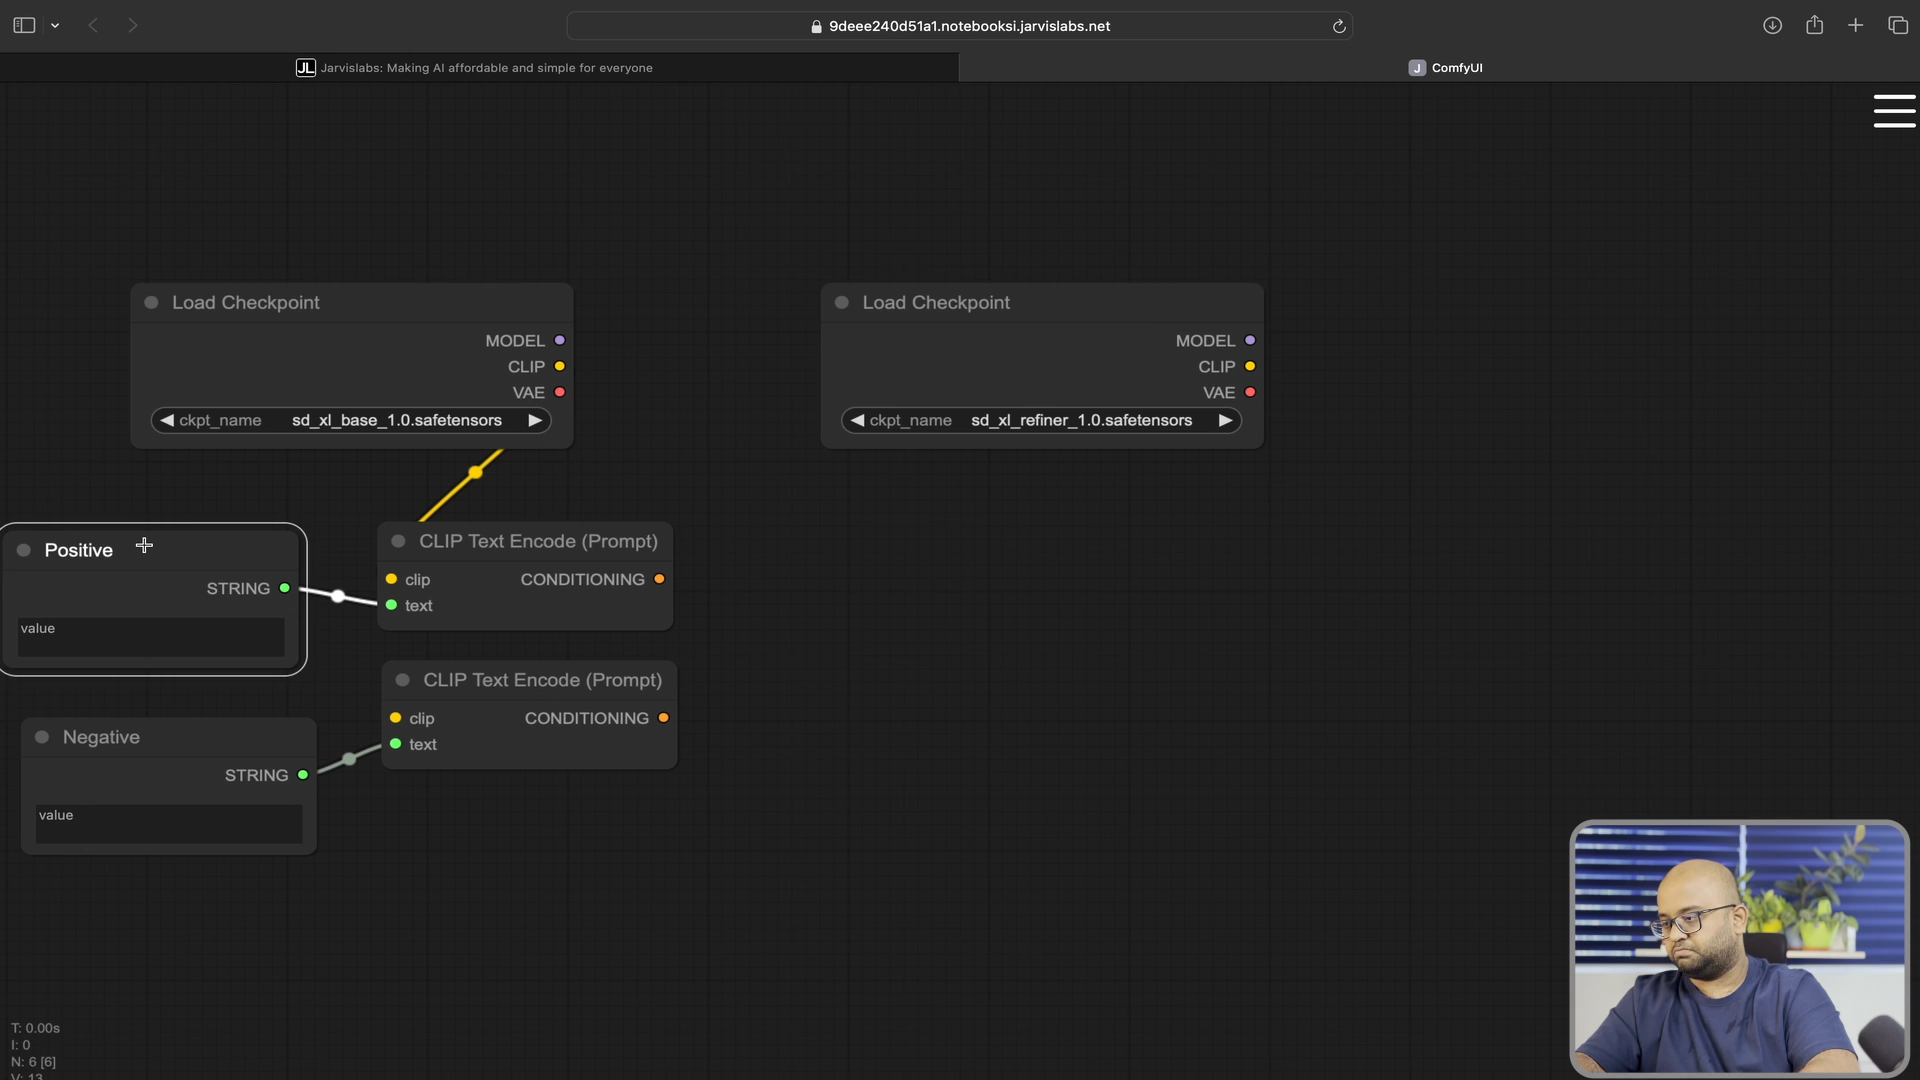 9deee240d51a1.notebooksi.jarvislabs.net
JL Jarvislabs: Making AI affordable and simple for everyone
J ComfyUI
Load Checkpoint
MODEL
CLIP
VAE
ckpt_name sd_xl_base_1.0.safetensors
Load Checkpoint
MODEL
CLIP
VAE
ckpt_name sd_xl_refiner_1.0.safetensors
Positive
STRING
value
CLIP Text Encode (Prompt)
clip CONDITIONING
text
CLIP Text Encode (Prompt)
clip CONDITIONING
text
Negative
STRING
value
T: 0.00s
I: 0
N: 6 [6]
V: 13